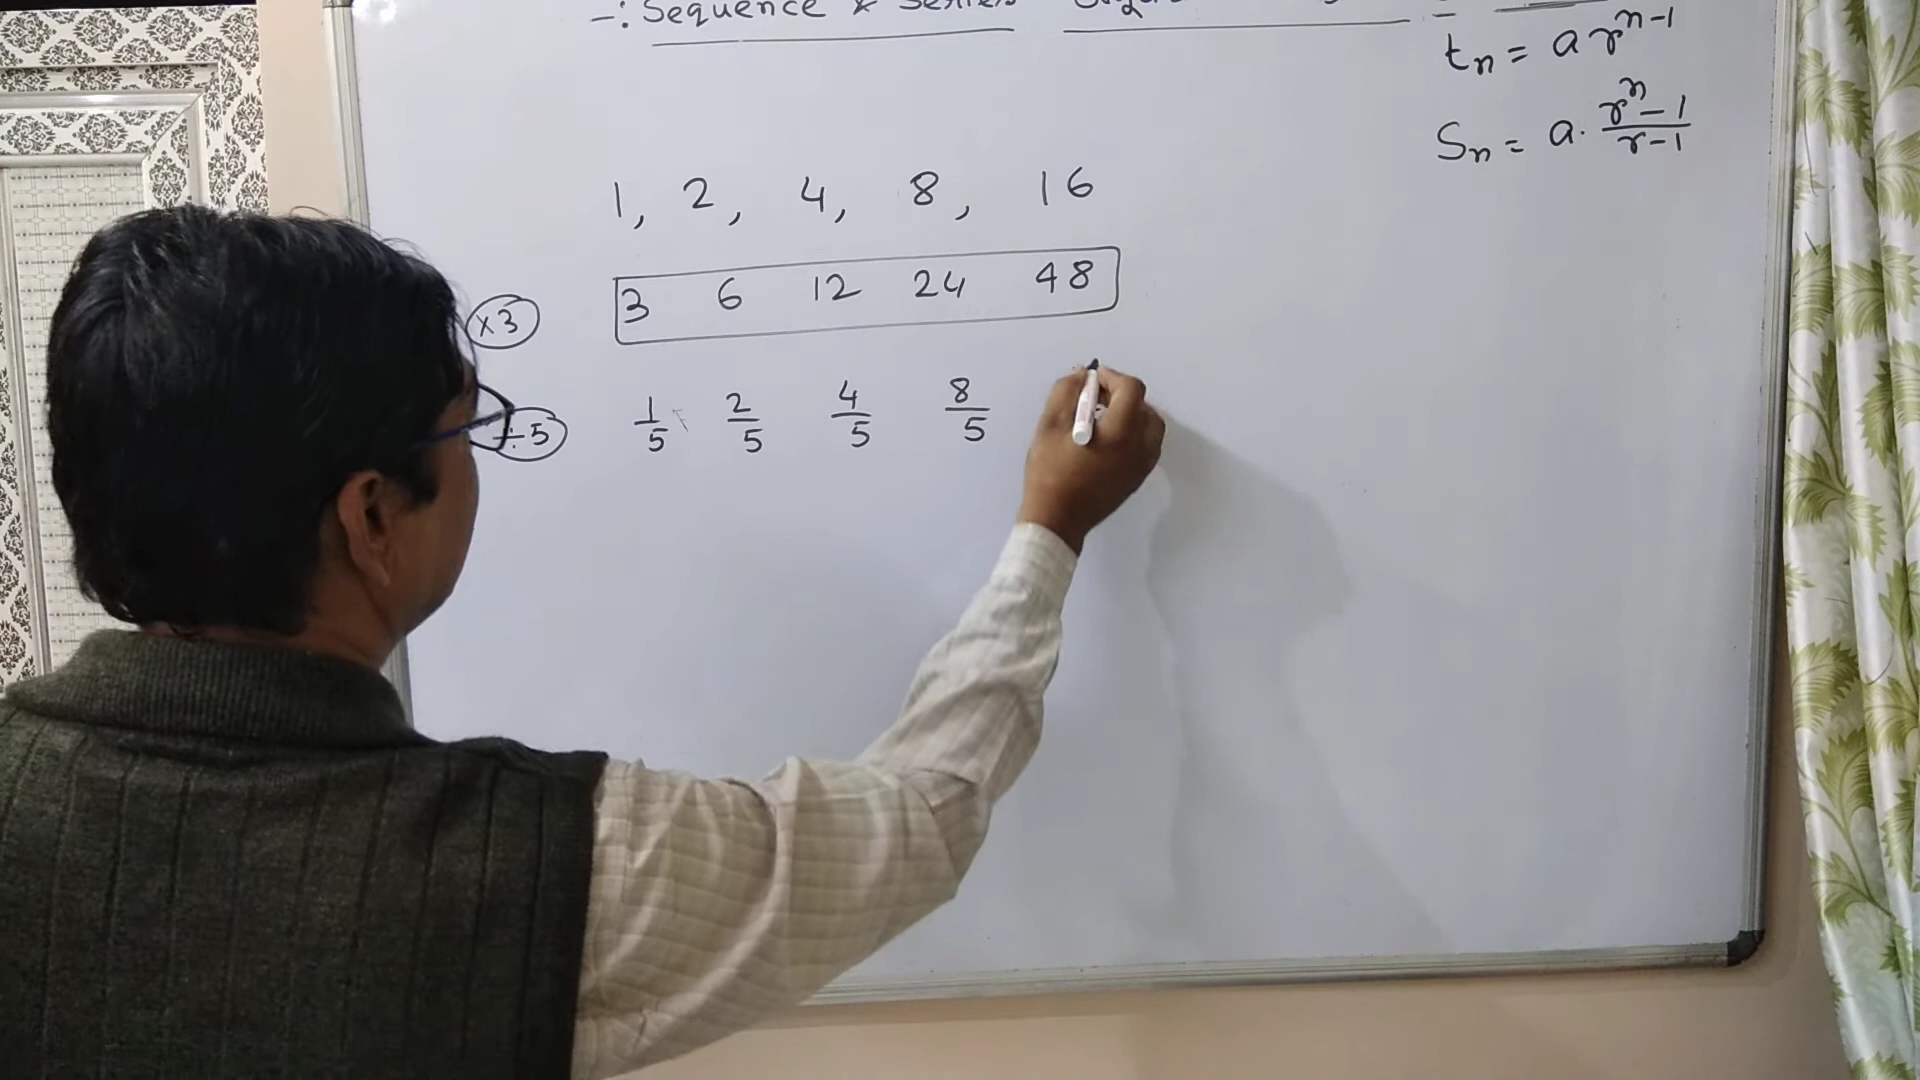 -: Sequence &
tₙ = a rⁿ⁻¹
Sₙ = a · (rⁿ - 1)/(r - 1)
1, 2, 4, 8, 16
×3 3 6 12 24 48
÷5 1/5 2/5 4/5 8/5